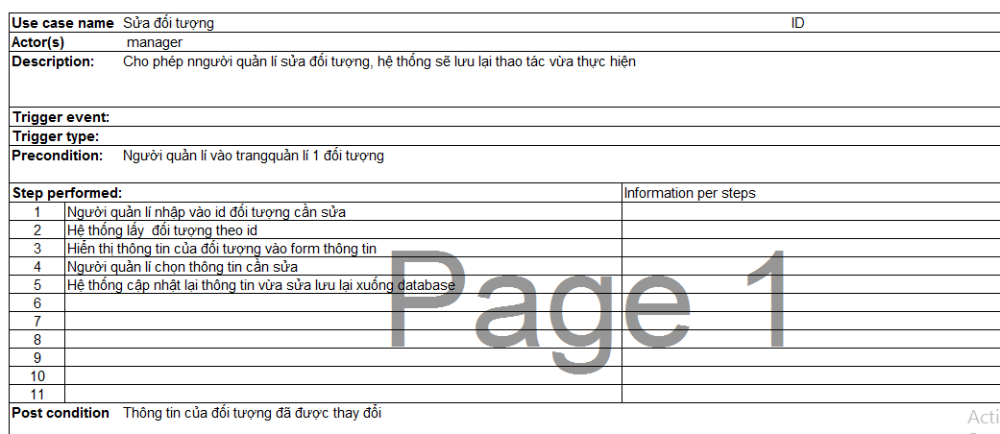 Use case name Sửa đối tượng ID
Actor(s) manager
Description: Cho phép nngười quản lí sửa đối tượng, hệ thống sẽ lưu lại thao tác vừa thực hiện
Trigger event:
Trigger type:
Precondition: Người quản lí vào trangquản lí 1 đối tượng
Step performed: Information per steps
1 Người quản lí nhập vào id đối tượng cần sửa
2 Hệ thống lấy đối tượng theo id
3 Hiển thị thông tin của đối tượng vào form thông tin
4 Người quản lí chọn thông tin cần sửa
5 Hệ thống cập nhật lại thông tin vừa sửa lưu lại xuống database
6
7
8
9
10
11
Page 1
Post condition Thông tin của đối tượng đã được thay đổi
Acti